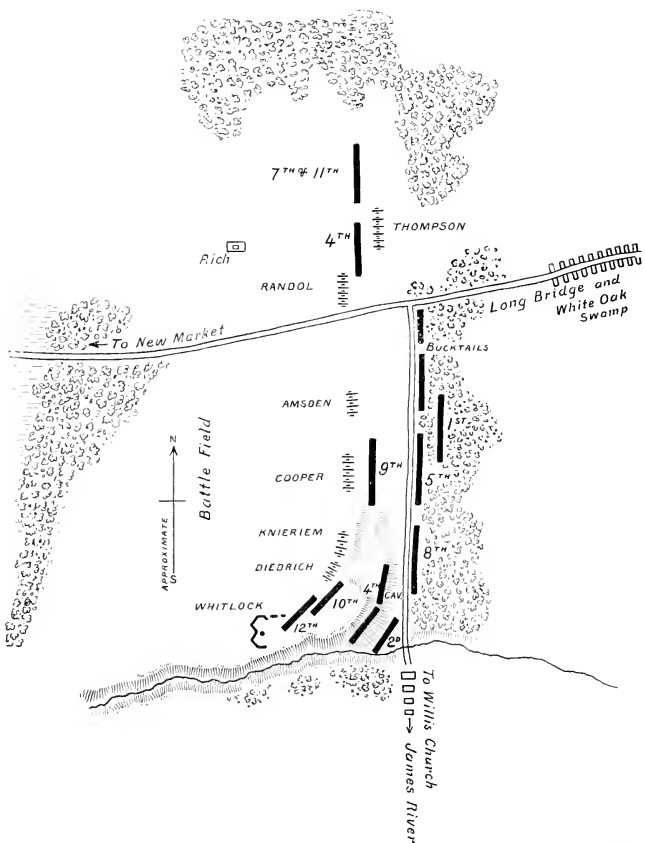 7TH & 11TH
THOMPSON
4TH
Rich
RANDOL
Long Bridge and
White Oak
Swamp
To New Market
BUCKTAILS
AMSDEN
1ST
N
Battle Field
COOPER
9TH
5TH
APPROXIMATE
S
KNIERIEM
DIEDRICH
8TH
4TH
CAV.
WHITLOCK
10TH
12TH
2D
To Willis Church
James River